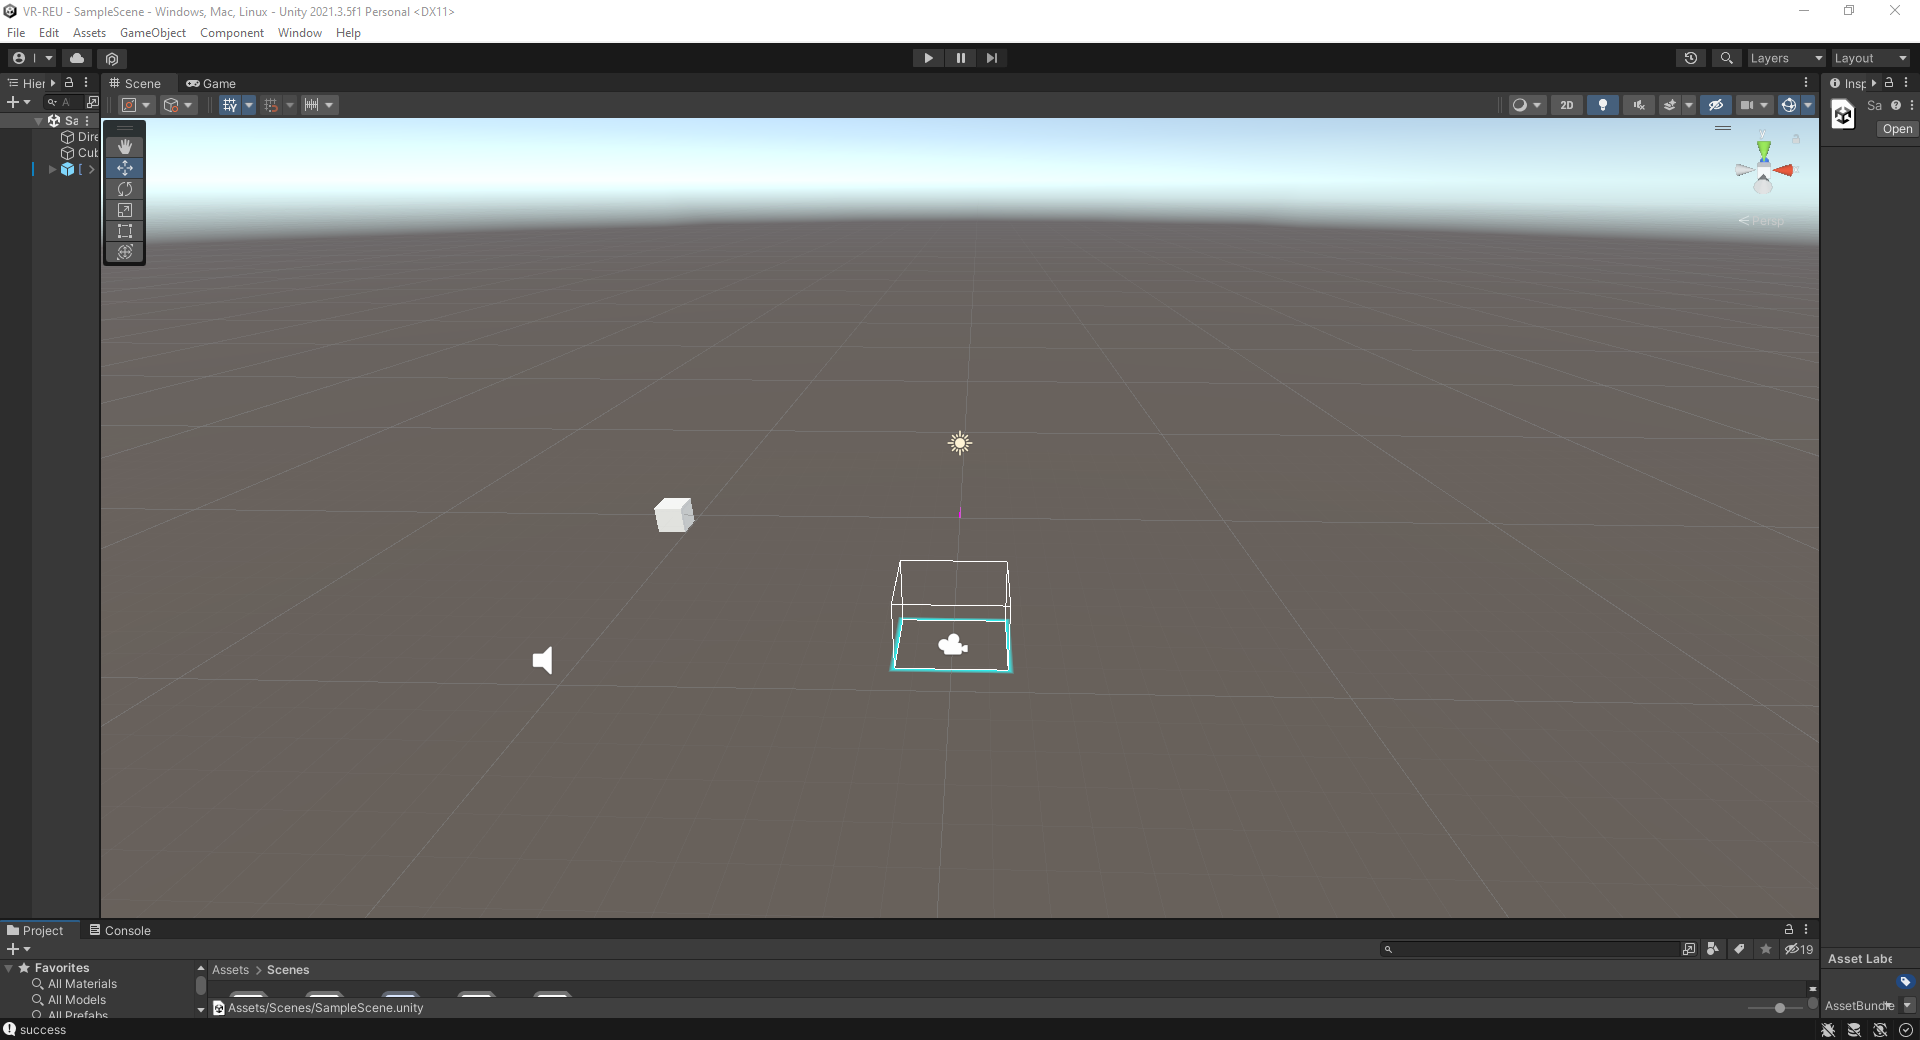 VR-REU - SampleScene - Windows, Mac, Linux - Unity 2021.3.5f1 Personal <DX11>
File Edit Assets GameObject Component Window Help
I
Layers
Layout
Hier
Scene
Game
Insp
A
2D
Sa
Open
Sa
Dire
Cub
[
y
Persp
Project
Console
19
Favorites
All Materials
All Models
All Prefabs
Assets > Scenes
Assets/Scenes/SampleScene.unity
Asset Labe
AssetBundle
success